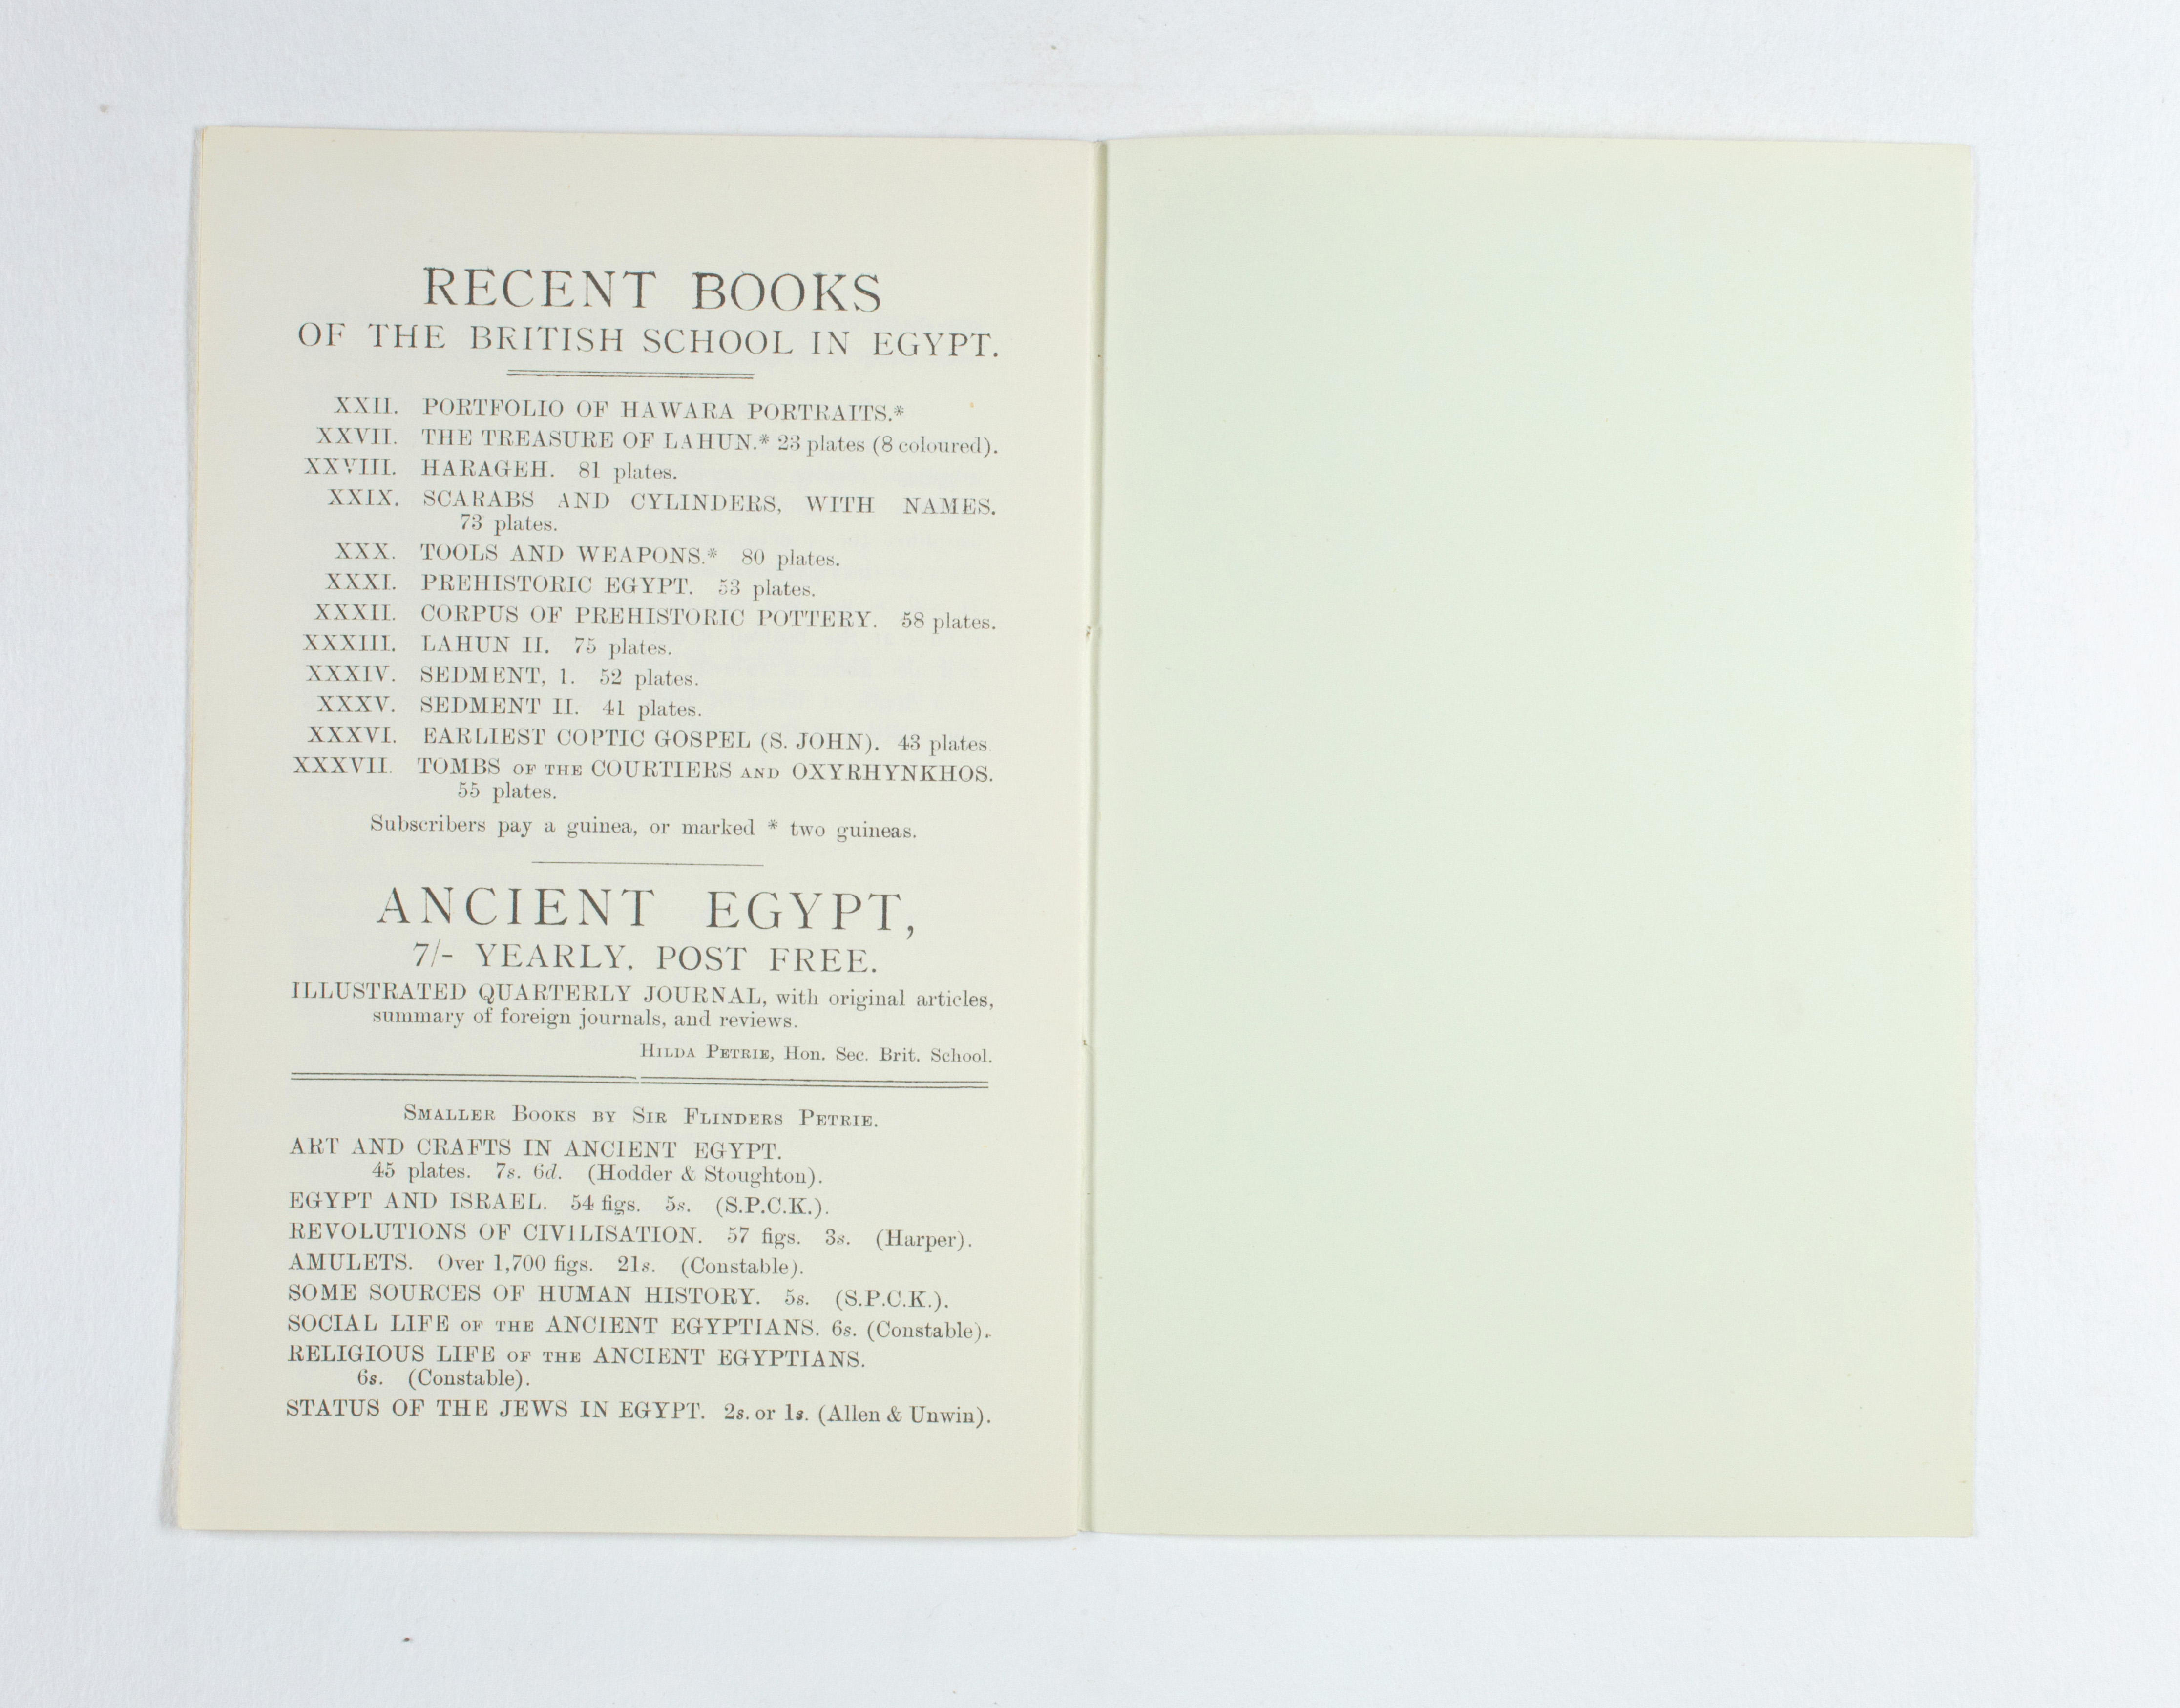 RECENT BOOKS
OF THE BRITISH SCHOOL IN EGYPT.
XXII. PORTFOLIO OF HAWARA PORTRAITS.*
XXVII. THE TREASURE OF LAHUN.* 23 plates (8 coloured).
XXVIII. HARAGEH. 81 plates.
XXIX. SCARABS AND CYLINDERS, WITH NAMES.
73 plates.
XXX. TOOLS AND WEAPONS.* 80 plates.
XXXI. PREHISTORIC EGYPT. 53 plates.
XXXII. CORPUS OF PREHISTORIC POTTERY. 58 plates.
XXXIII. LAHUN II. 75 plates.
XXXIV. SEDMENT, 1. 52 plates.
XXXV. SEDMENT II. 41 plates.
XXXVI. EARLIEST COPTIC GOSPEL (S. JOHN). 43 plates.
XXXVII. TOMBS OF THE COURTIERS AND OXYRHYNKHOS.
55 plates.
Subscribers pay a guinea, or marked * two guineas.
ANCIENT EGYPT,
7/- YEARLY. POST FREE.
ILLUSTRATED QUARTERLY JOURNAL, with original articles,
summary of foreign journals, and reviews.
HILDA PETRIE, Hon. Sec. Brit. School.
SMALLER BOOKS BY SIR FLINDERS PETRIE.
ART AND CRAFTS IN ANCIENT EGYPT.
45 plates. 7s. 6d. (Hodder & Stoughton).
EGYPT AND ISRAEL. 54 figs. 5s. (S.P.C.K.).
REVOLUTIONS OF CIVILISATION. 57 figs. 3s. (Harper).
AMULETS. Over 1,700 figs. 21s. (Constable).
SOME SOURCES OF HUMAN HISTORY. 5s. (S.P.C.K.).
SOCIAL LIFE OF THE ANCIENT EGYPTIANS. 6s. (Constable).
RELIGIOUS LIFE OF THE ANCIENT EGYPTIANS.
6s. (Constable).
STATUS OF THE JEWS IN EGYPT. 2s. or 1s. (Allen & Unwin).